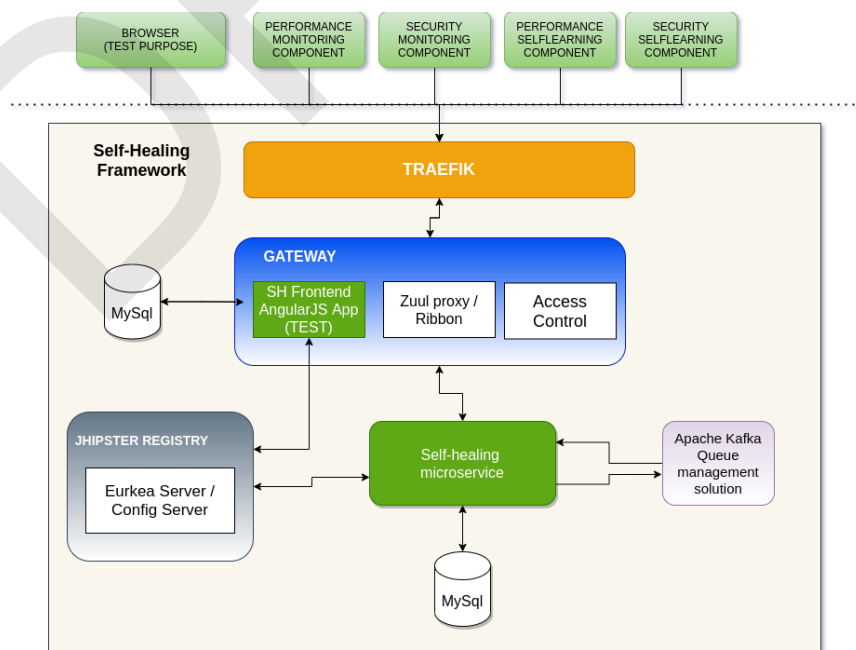 BROWSER
(TEST PURPOSE)
PERFORMANCE
MONITORING
COMPONENT
SECURITY
MONITORING
COMPONENT
PERFORMANCE
SELFLEARNING
COMPONENT
SECURITY
SELFLEARNING
COMPONENT
Self-Healing
Framework
TRAEFIK
GATEWAY
SH Frontend
AngularJS App
(TEST)
Zuul proxy /
Ribbon
Access
Control
MySql
JHIPSTER REGISTRY
Eurkea Server /
Config Server
Self-healing
microservice
Apache Kafka
Queue
management
solution
MySql